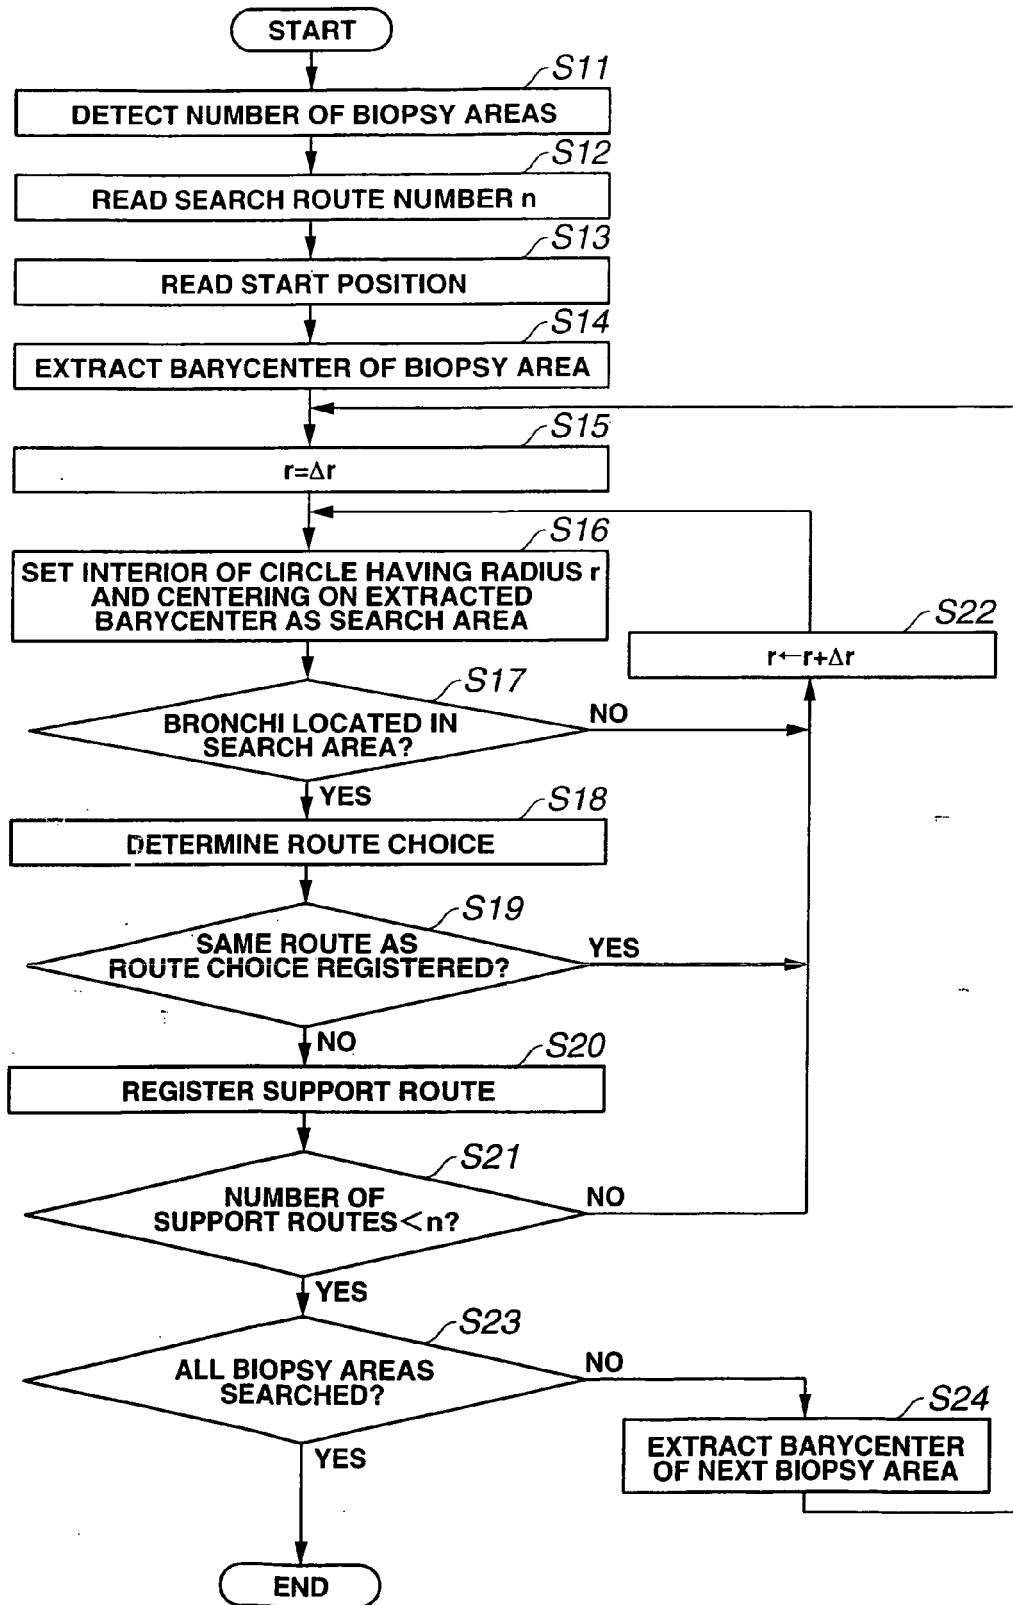 START
S11
DETECT NUMBER OF BIOPSY AREAS
S12
READ SEARCH ROUTE NUMBER n
S13
READ START POSITION
S14
EXTRACT BARYCENTER OF BIOPSY AREA
S15
r=Δr
S16
SET INTERIOR OF CIRCLE HAVING RADIUS r
AND CENTERING ON EXTRACTED
BARYCENTER AS SEARCH AREA
S22
r←r+Δr
S17
BRONCHI LOCATED IN
SEARCH AREA?
NO
YES
S18
DETERMINE ROUTE CHOICE
S19
SAME ROUTE AS
ROUTE CHOICE REGISTERED?
YES
NO
S20
REGISTER SUPPORT ROUTE
S21
NUMBER OF
SUPPORT ROUTES<n?
NO
YES
S23
ALL BIOPSY AREAS
SEARCHED?
NO
YES
S24
EXTRACT BARYCENTER
OF NEXT BIOPSY AREA
END